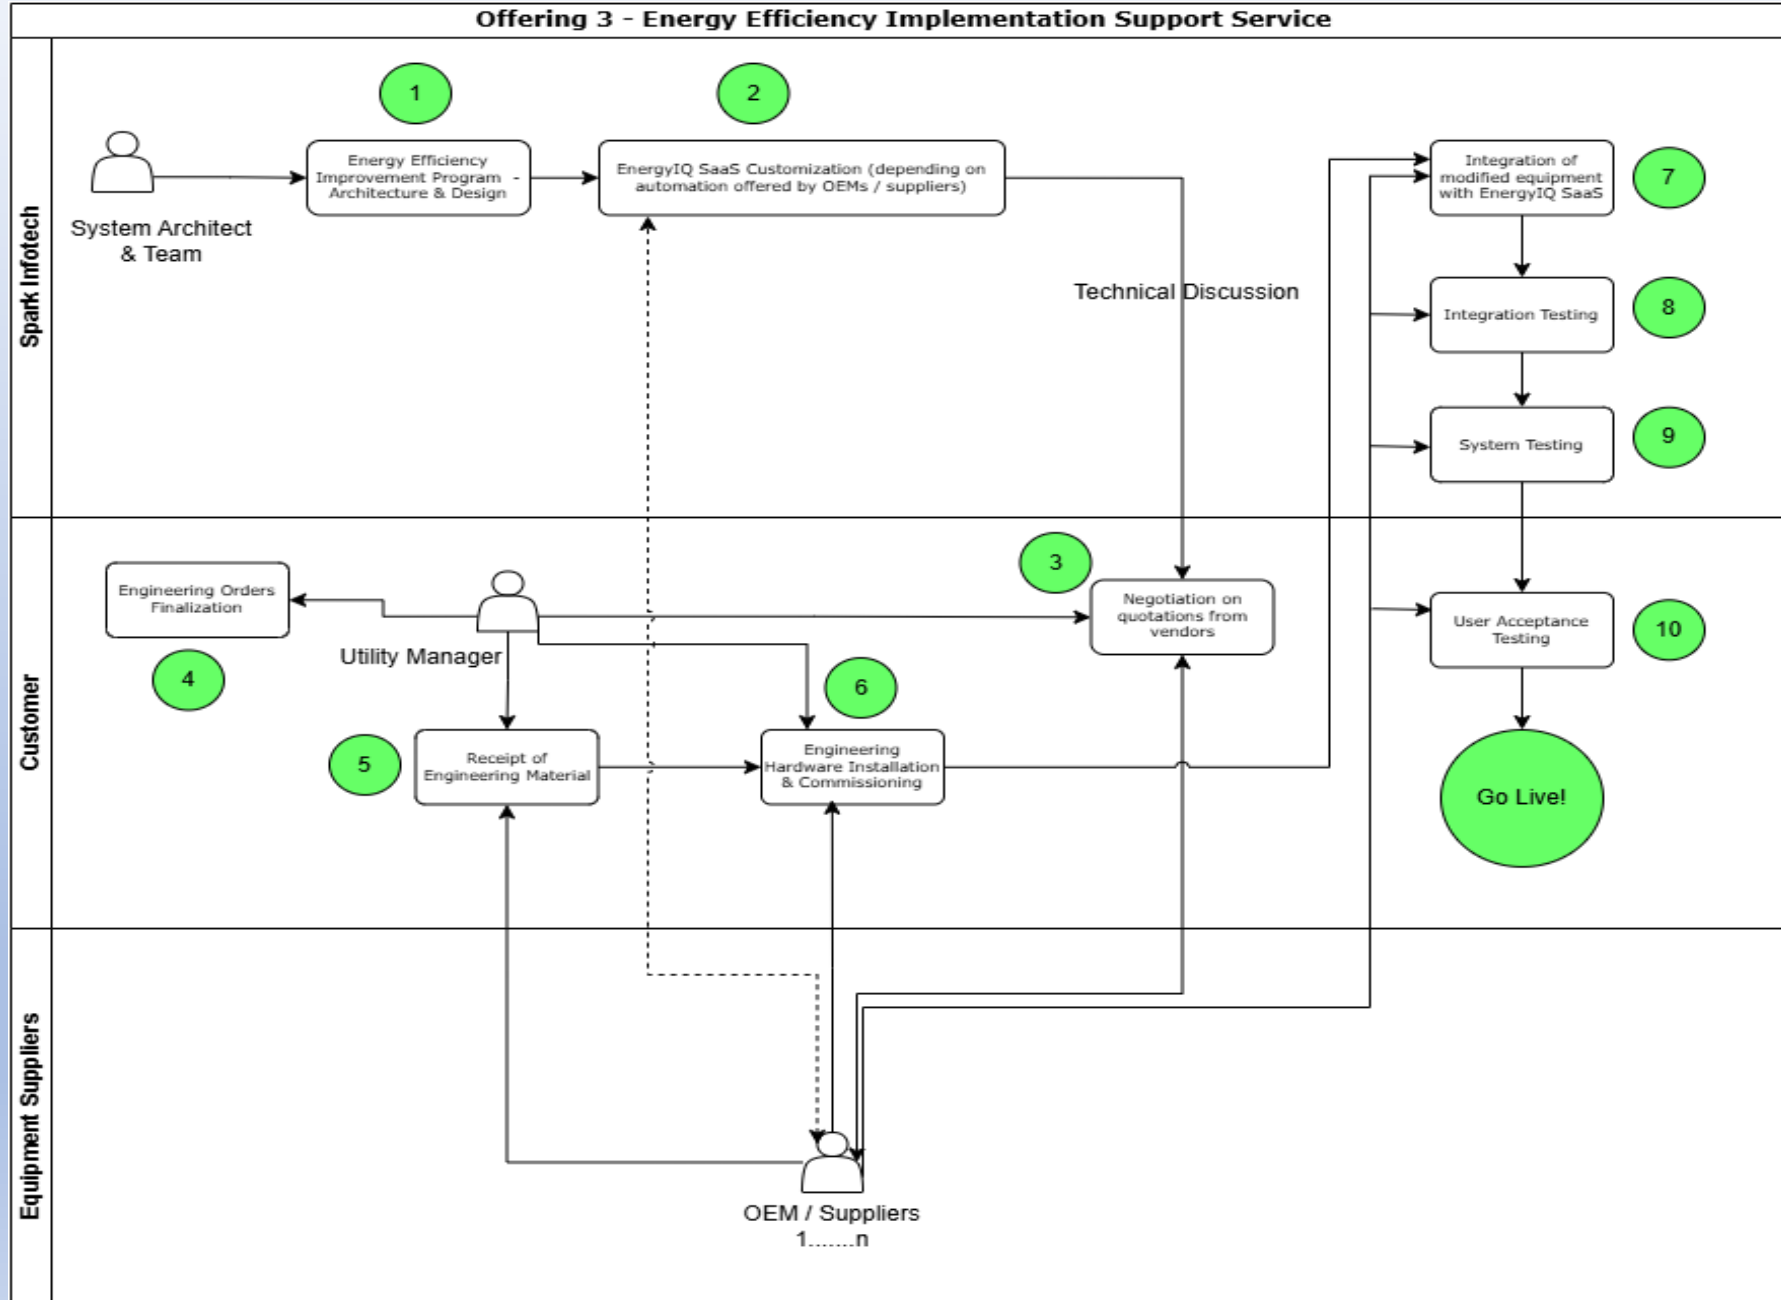 Offering 3 - Energy Efficiency Implementation Support Service
Spark Infotech
1
2
System Architect
& Team
Energy Efficiency
Improvement Program -
Architecture & Design
EnergyIQ SaaS Customization (depending on
automation offered by OEMs / suppliers)
Technical Discussion
Integration of
modified equipment
with EnergyIQ SaaS
7
Integration Testing
8
System Testing
9
Customer
Engineering Orders
Finalization
4
Utility Manager
3
Negotiation on
quotations from
vendors
User Acceptance
Testing
10
5
Receipt of
Engineering Material
6
Engineering
Hardware Installation
& Commissioning
Go Live!
Equipment Suppliers
OEM / Suppliers
1.......n